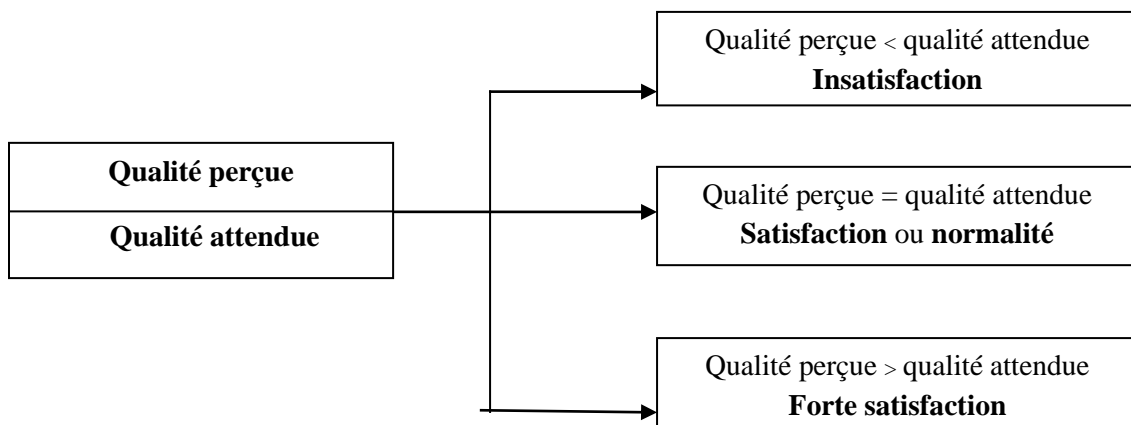 Qualité perçue < qualité attendue
Insatisfaction
Qualité perçue
Qualité attendue
Qualité perçue = qualité attendue
Satisfaction ou normalité
Qualité perçue > qualité attendue
Forte satisfaction